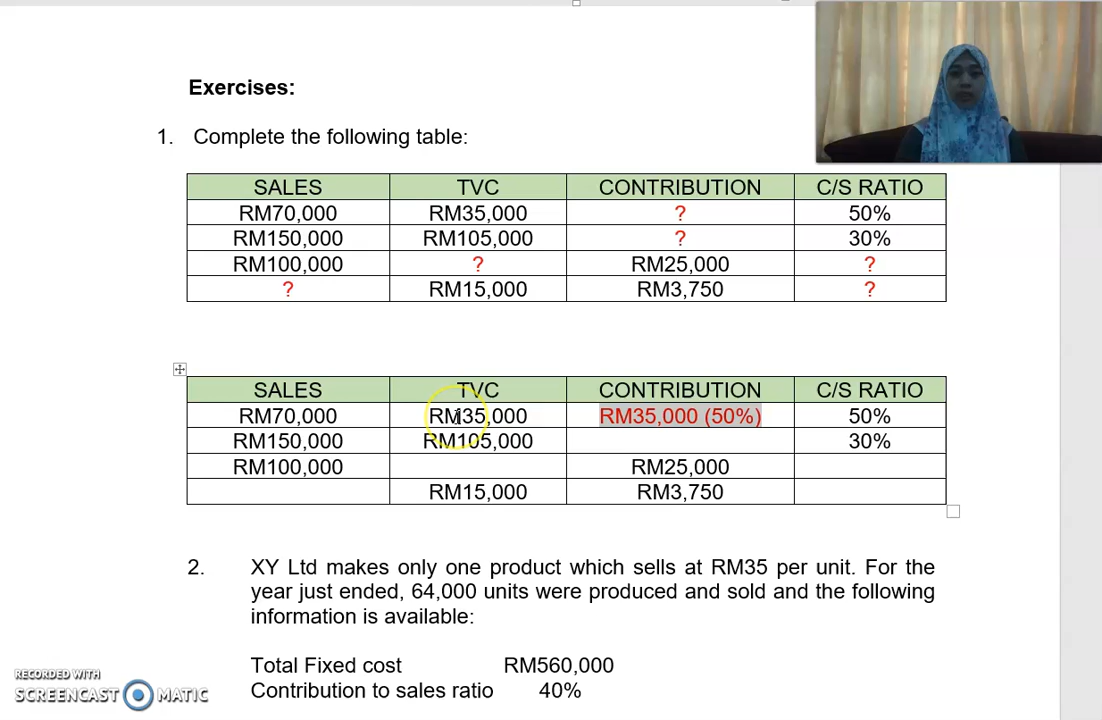 Exercises:
1. Complete the following table:
SALES TVC CONTRIBUTION C/S RATIO
RM70,000 RM35,000 ? 50%
RM150,000 RM105,000 ? 30%
RM100,000 ? RM25,000 ?
? RM15,000 RM3,750 ?
SALES TVC CONTRIBUTION C/S RATIO
RM70,000 RM35,000 RM35,000 (50%) 50%
RM150,000 RM105,000 30%
RM100,000 RM25,000
RM15,000 RM3,750
2. XY Ltd makes only one product which sells at RM35 per unit. For the
year just ended, 64,000 units were produced and sold and the following
information is available:
Total Fixed cost RM560,000
Contribution to sales ratio 40%
RECORDED WITH
SCREENCAST MATIC